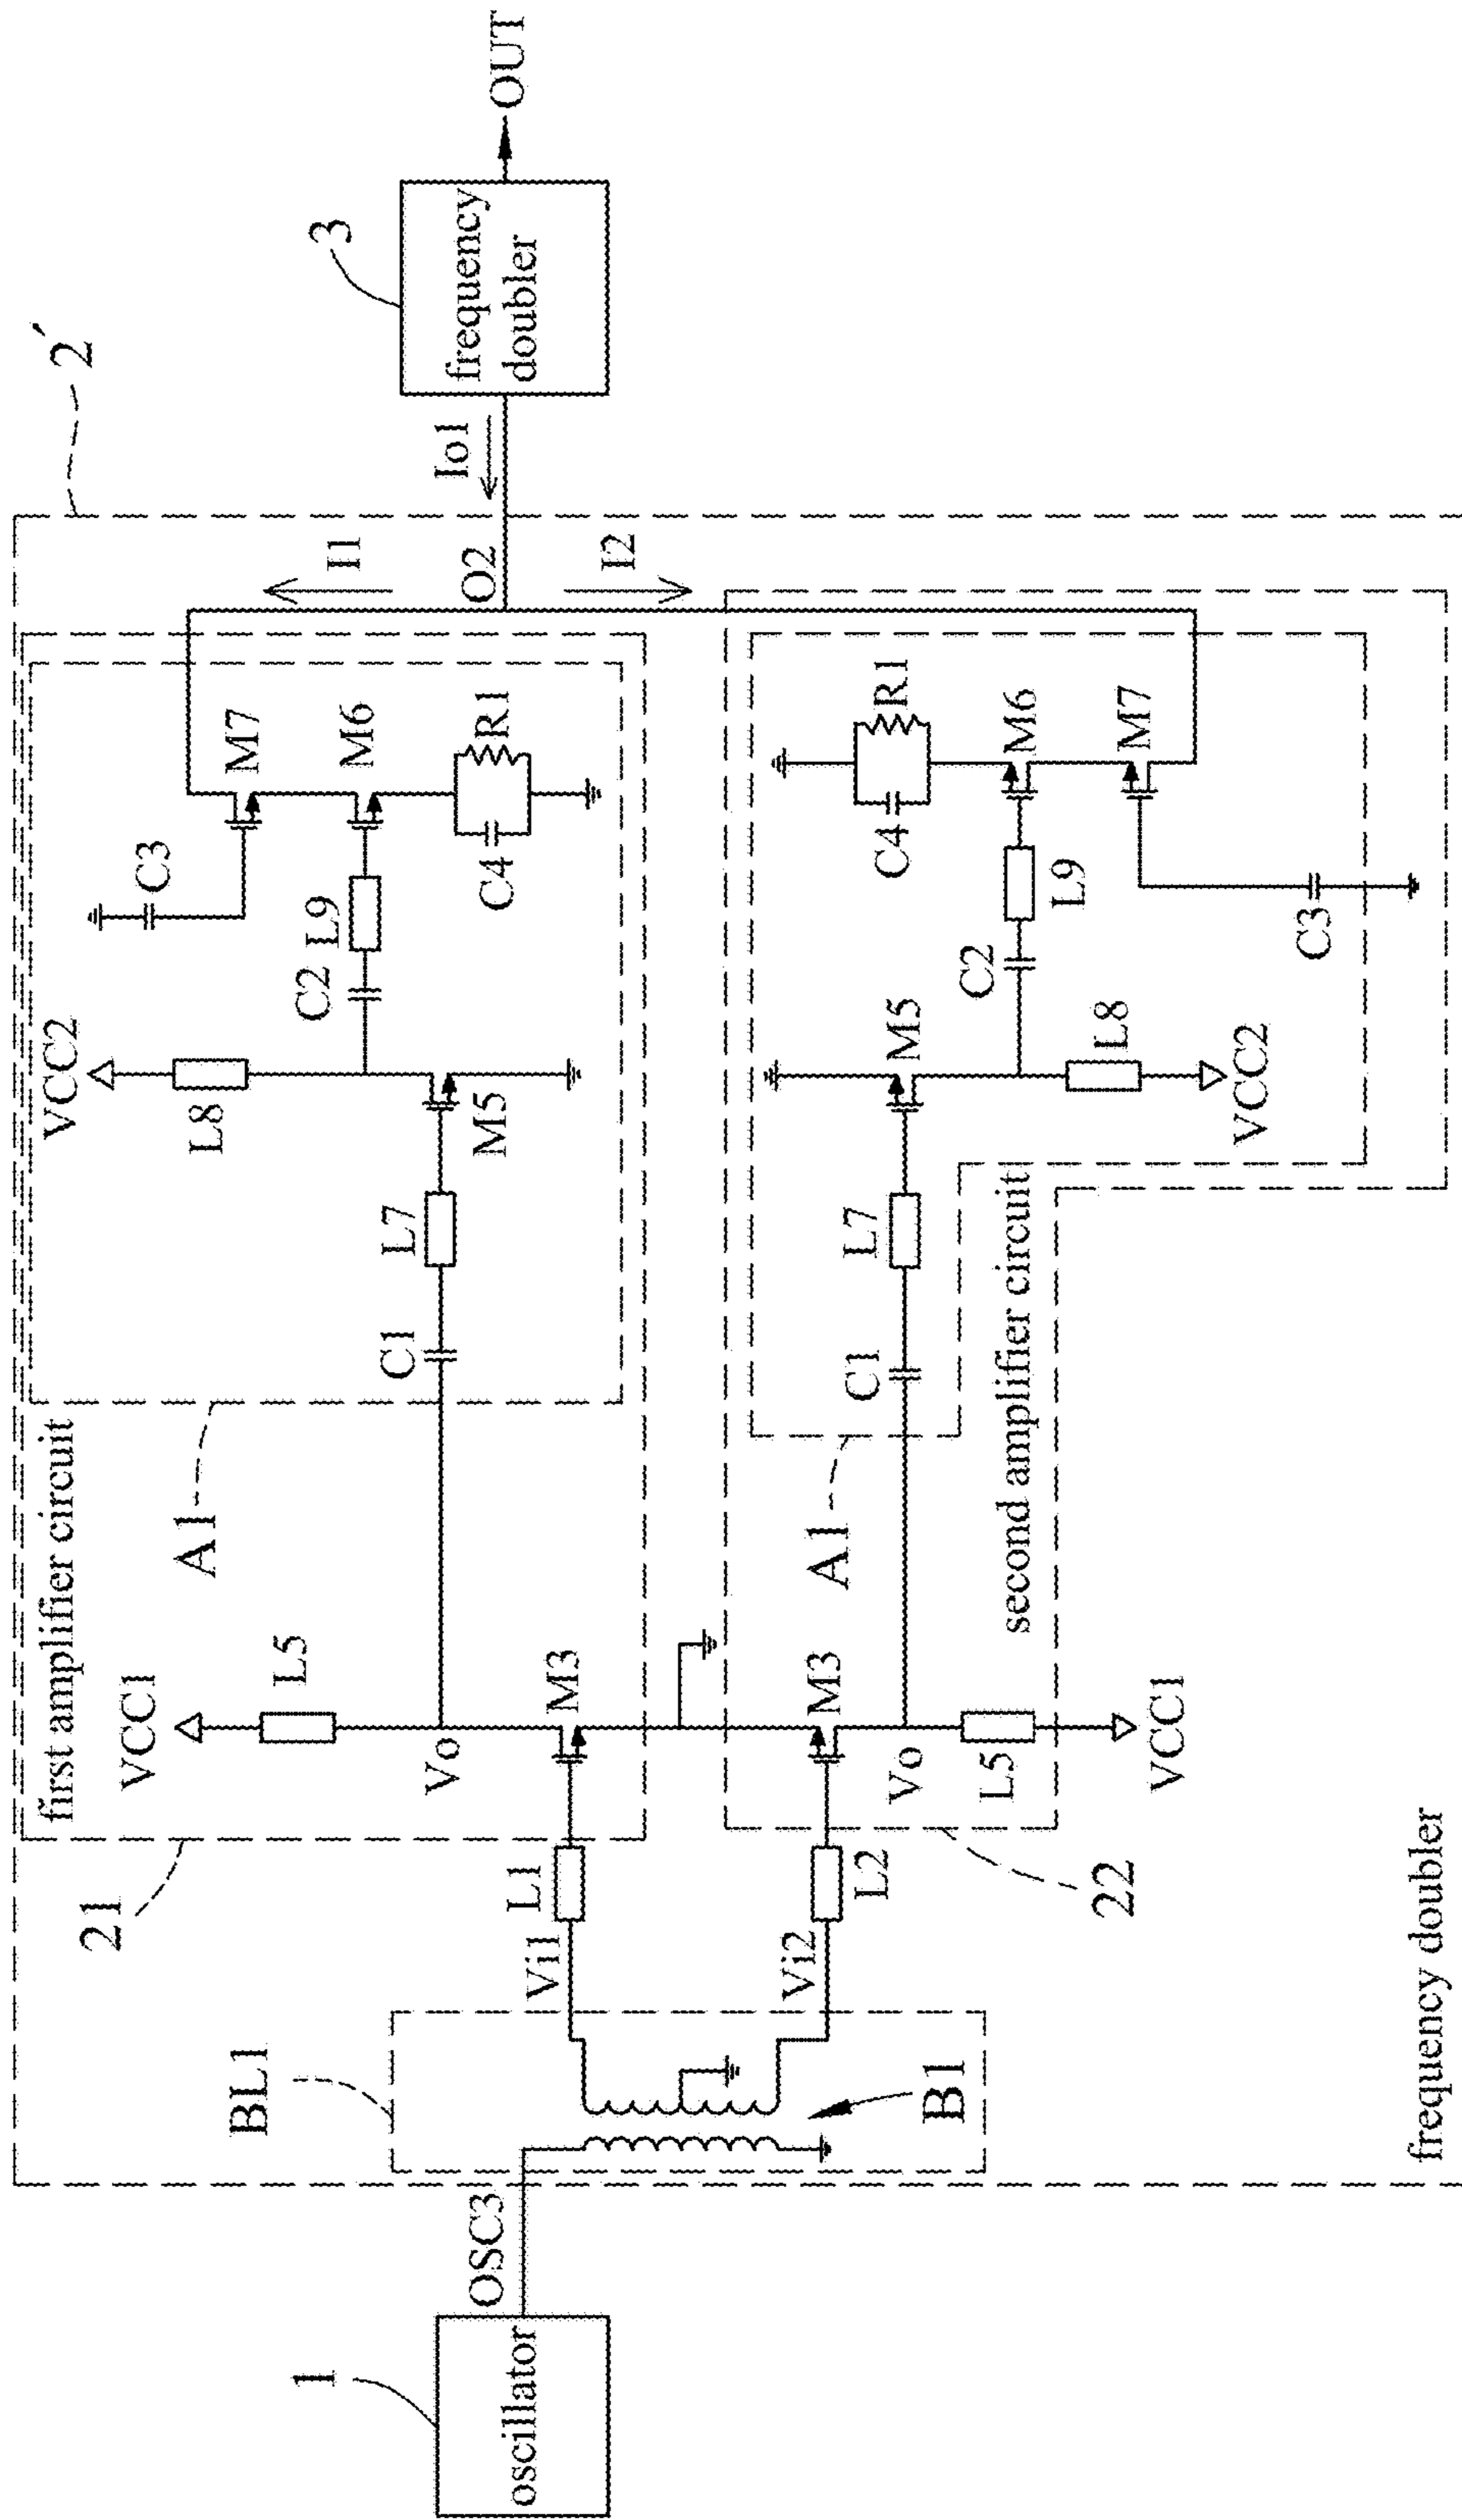 1
oscillator
OSC3
BL1
B1
Vi1
Vi2
L1
L2
21
22
first amplifier circuit
VCC1
L5
Vo
M3
M3
Vo
L5
VCC1
A1
A1
second amplifier circuit
C1
L7
M5
L8
VCC2
C2
L9
C3
M7
M6
C4
R1
C1
L7
M5
L8
VCC2
C2
L9
C3
C4
R1
M6
M7
I1
O2
I2
Io1
2′
3
frequency
doubler
OUT
frequency doubler